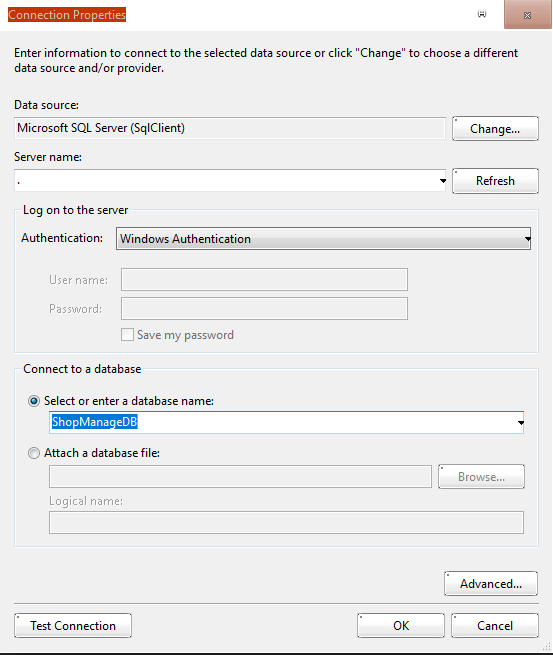 Connection Properties
Enter information to connect to the selected data source or click "Change" to choose a different
data source and/or provider.
Data source:
Microsoft SQL Server (SqlClient)
Change...
Server name:
.
Refresh
Log on to the server
Authentication:
Windows Authentication
User name:
Password:
Save my password
Connect to a database
Select or enter a database name:
ShopManageDB
Attach a database file:
Browse...
Logical name:
Advanced...
Test Connection
OK
Cancel